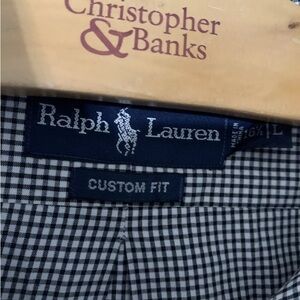 Christopher
& Banks
Ralph Lauren
L
CUSTOM FIT